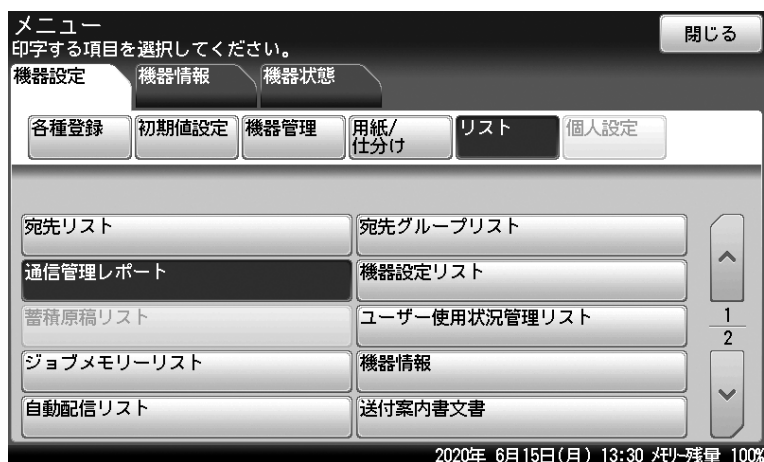 メニュー
印字する項目を選択してください。
閉じる
機器設定
機器情報
機器状態
各種登録
初期値設定
機器管理
用紙/
仕分け
リスト
個人設定
宛先リスト
宛先グループリスト
通信管理レポート
機器設定リスト
蓄積原稿リスト
ユーザー使用状況管理リスト
1
2
ジョブメモリーリスト
機器情報
自動配信リスト
送付案内書文書
2020年 6月15日(月) 13:30 ﾒﾓﾘｰ残量 100%